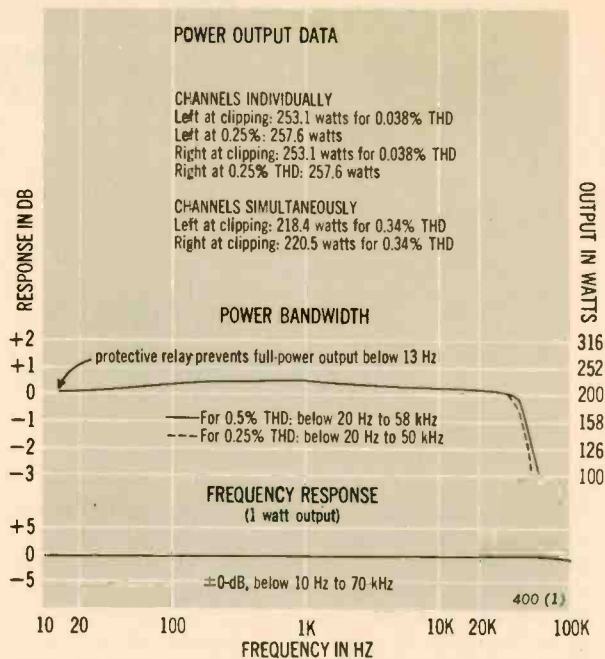 POWER OUTPUT DATA
CHANNELS INDIVIDUALLY
Left at clipping: 253.1 watts for 0.038% THD
Left at 0.25%: 257.6 watts
Right at clipping: 253.1 watts for 0.038% THD
Right at 0.25% THD: 257.6 watts
CHANNELS SIMULTANEOUSLY
Left at clipping: 218.4 watts for 0.34% THD
Right at clipping: 220.5 watts for 0.34% THD
RESPONSE IN DB
OUTPUT IN WATTS
POWER BANDWIDTH
+2 316
+1 protective relay prevents full-power output below 13 Hz 252
0 200
-1 For 0.5% THD: below 20 Hz to 58 kHz 158
-2 For 0.25% THD: below 20 Hz to 50 kHz 126
-3 100
FREQUENCY RESPONSE
(1 watt output)
+5
0
-5 ±0-dB, below 10 Hz to 70 kHz
400 (1)
10 20 100 1K 10K 20K 100K
FREQUENCY IN HZ